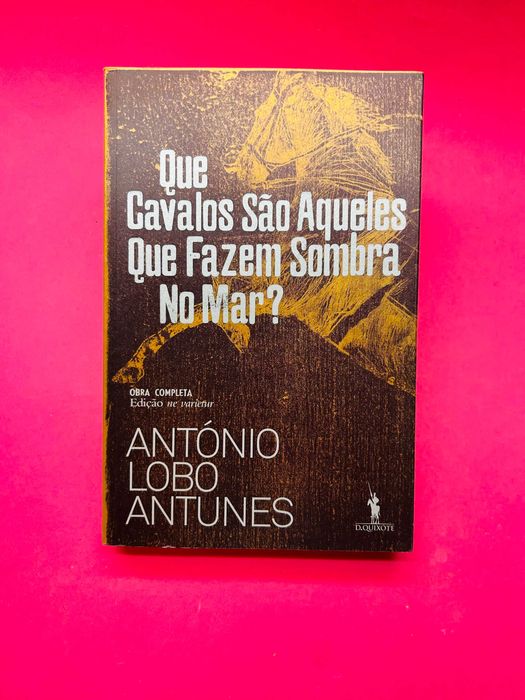 Que
Cavalos São Aqueles
Que Fazem Sombra
No Mar?
OBRA COMPLETA
Edição ne varietur
ANTÓNIO
LOBO
ANTUNES
D.QUIXOTE